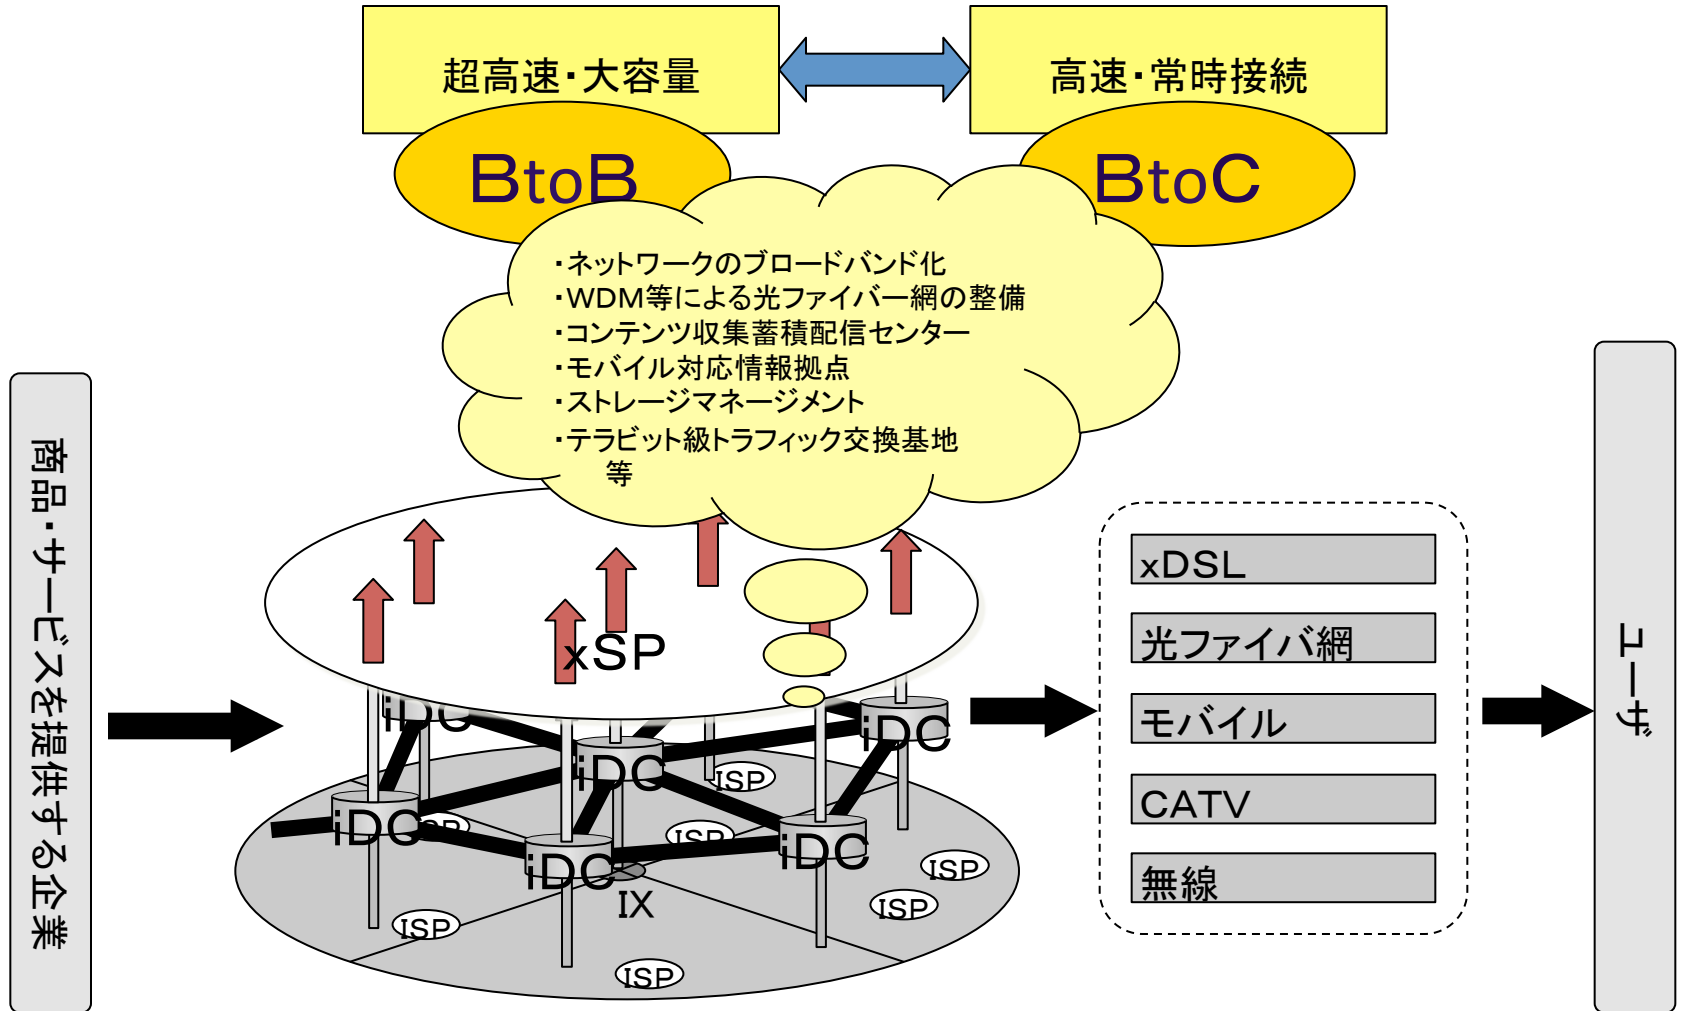 超高速・大容量
高速・常時接続
BtoB
BtoC
・ネットワークのブロードバンド化
・WDM等による光ファイバー網の整備
・コンテンツ収集蓄積配信センター
・モバイル対応情報拠点
・ストレージマネージメント
・テラビット級トラフィック交換基地
等
商品・サービスを提供する企業
xSP
iDC
iDC
iDC
iDC
iDC
iDC
ISP
ISP
ISP
ISP
ISP
ISP
ISP
IX
xDSL
光ファイバ網
モバイル
CATV
無線
ユーザ